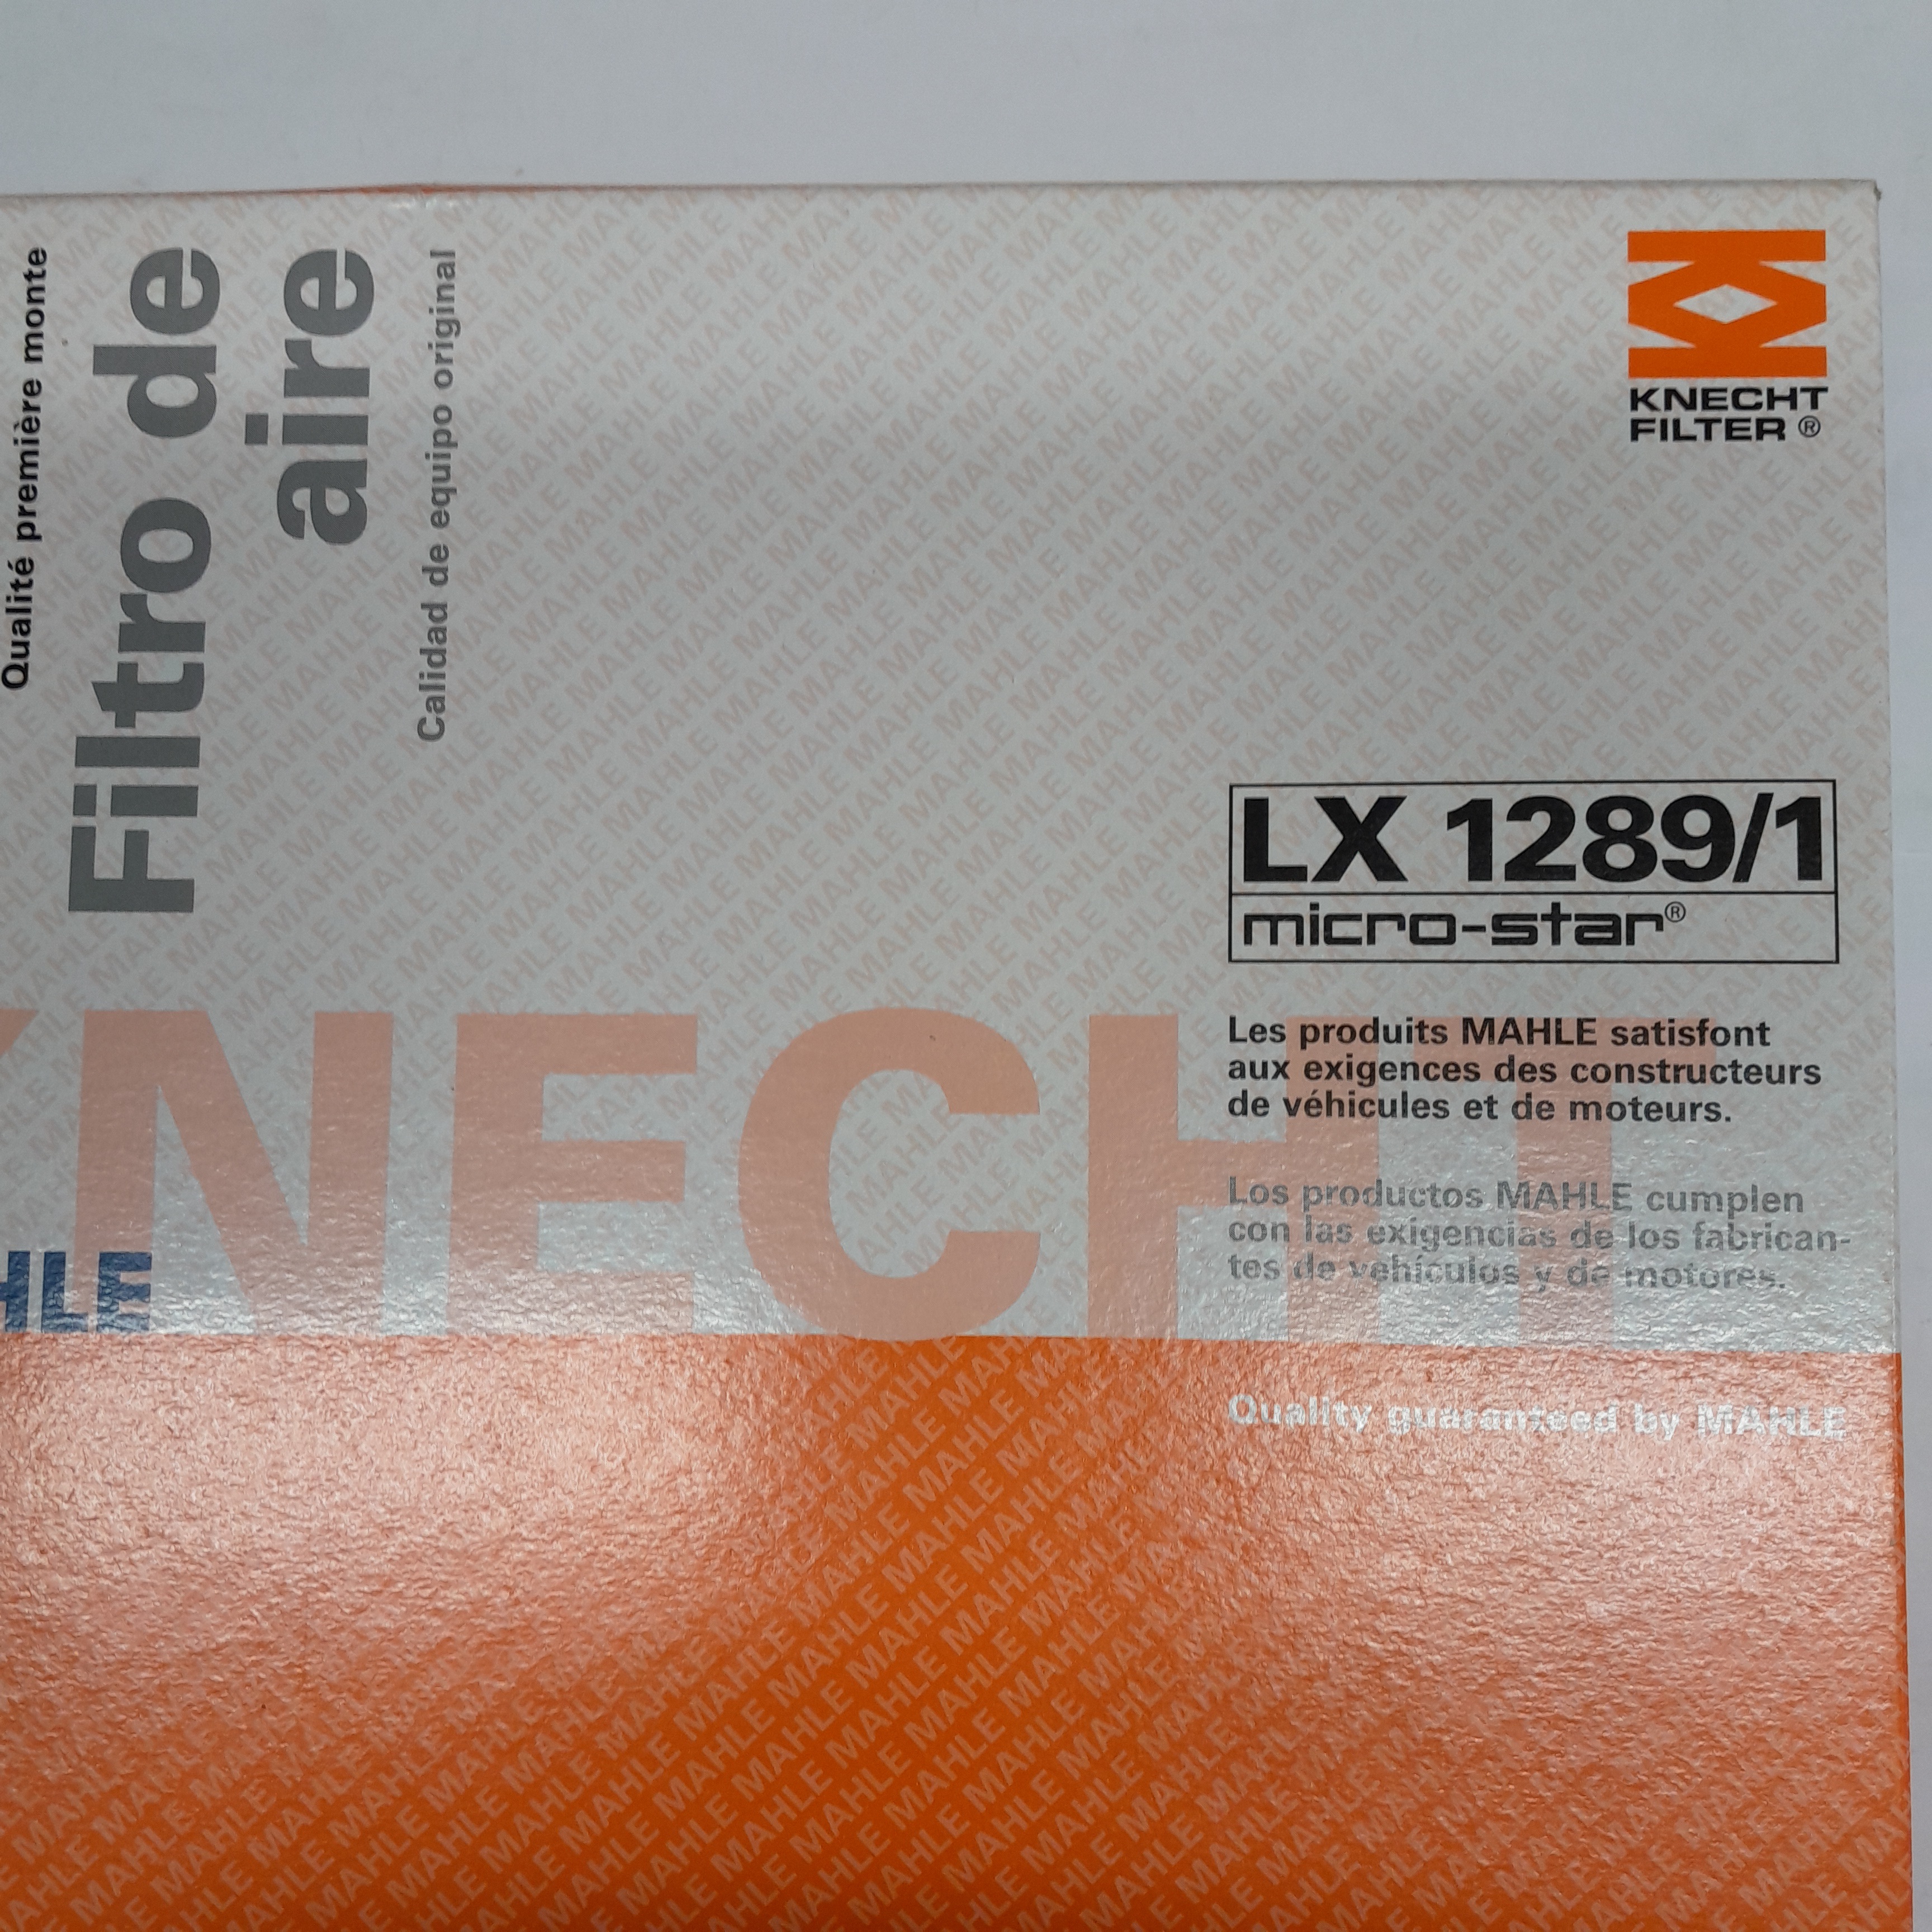 Qualité première monte
Filtro de
aire
Calidad de equipo original
KNECHT
FILTER ®
LX 1289/1
micro-star®
KNECHT
Les produits MAHLE satisfont
aux exigences des constructeurs
de véhicules et de moteurs.
Los productos MAHLE cumplen
con las exigencias de los fabrican-
tes de vehículos y de motores.
HLE
Quality guaranteed by MAHLE